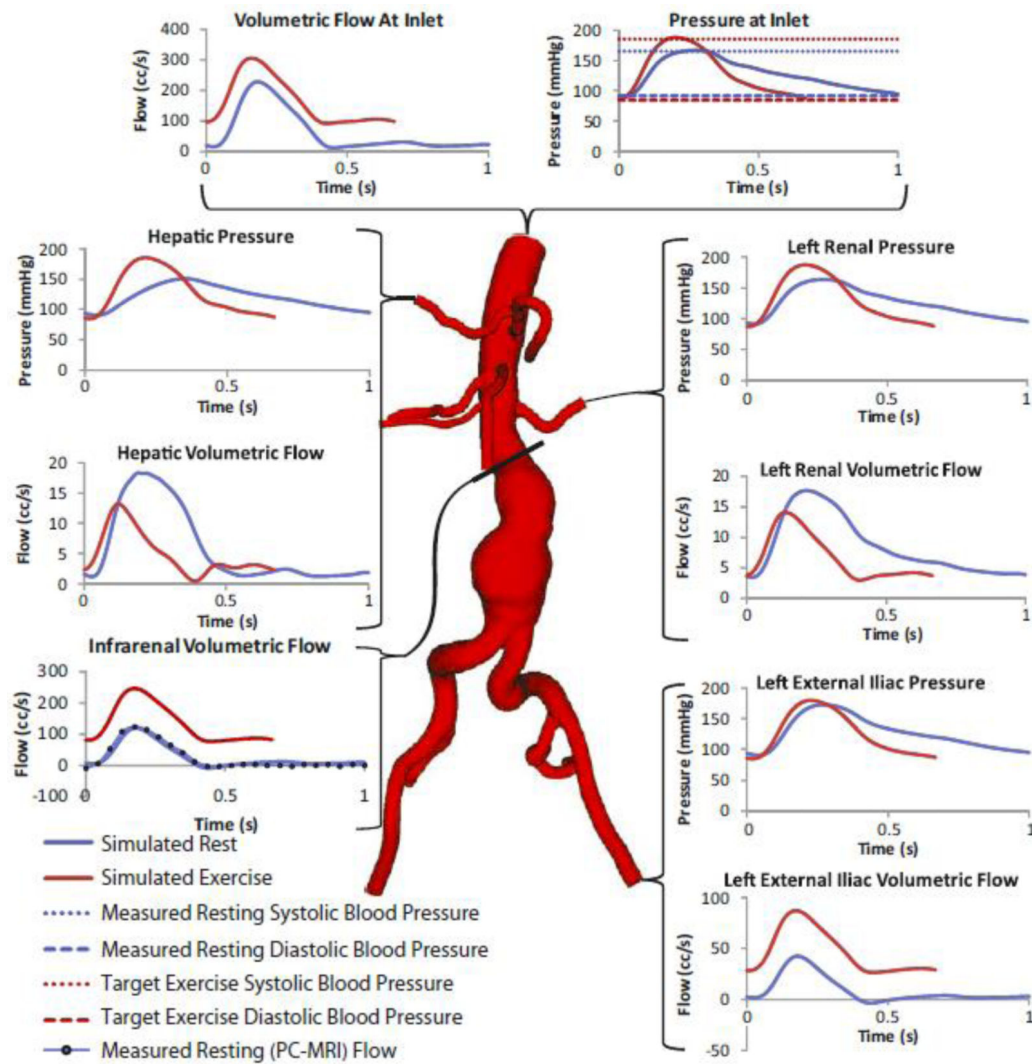 Volumetric Flow At Inlet
400
300
200
100
0
Flow (cc/s)
0 0.5 1
Time (s)
Pressure at Inlet
200
150
100
50
0
Pressure (mmHg)
0 0.5 1
Time (s)
Hepatic Pressure
200
150
100
50
0
Pressure (mmHg)
0 0.5 1
Time (s)
Left Renal Pressure
200
150
100
50
0
Pressure (mmHg)
0 0.5 1
Time (s)
Hepatic Volumetric Flow
20
15
10
5
0
Flow (cc/s)
0 0.5 1
Time (s)
Left Renal Volumetric Flow
20
15
10
5
0
Flow (cc/s)
0 0.5 1
Time (s)
Infrarenal Volumetric Flow
300
200
100
0
-100
Flow (cc/s)
0 0.5 1
Time (s)
Left External Iliac Pressure
200
150
100
50
0
Pressure (mmHg)
0 0.5 1
Time (s)
Left External Iliac Volumetric Flow
100
50
0
-50
Flow (cc/s)
0 0.5 1
Time (s)
Simulated Rest
Simulated Exercise
Measured Resting Systolic Blood Pressure
Measured Resting Diastolic Blood Pressure
Target Exercise Systolic Blood Pressure
Target Exercise Diastolic Blood Pressure
Measured Resting (PC-MRI) Flow